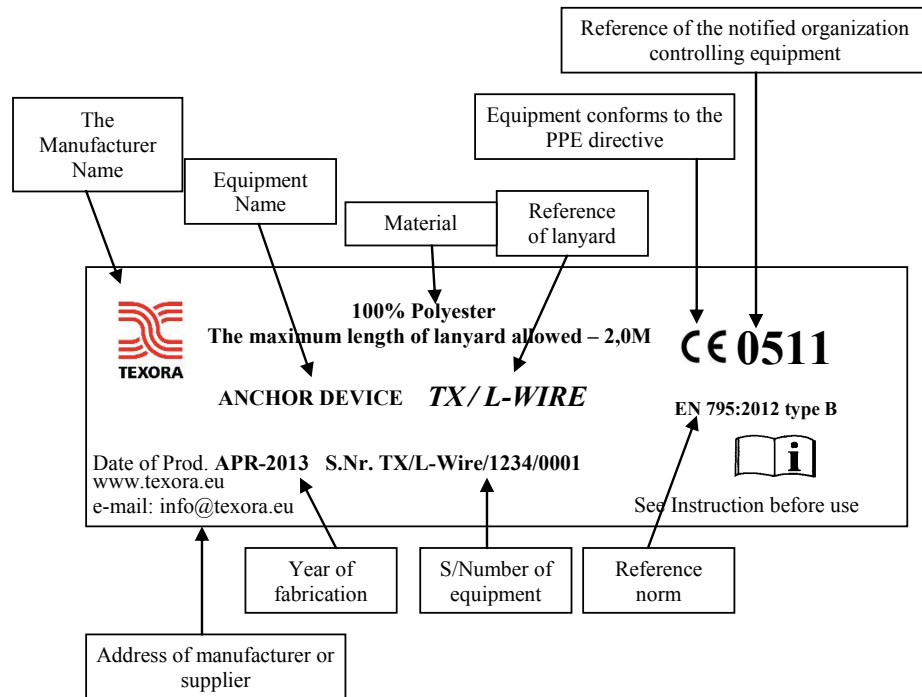 Reference of the notified organization
controlling equipment
The
Manufacturer
Name
Equipment conforms to the
PPE directive
Equipment
Name
Material
Reference
of lanyard
100% Polyester
The maximum length of lanyard allowed – 2,0M
TEXORA
CE 0511
ANCHOR DEVICE TX / L-WIRE
EN 795:2012 type B
i
Date of Prod. APR-2013 S.Nr. TX/L-Wire/1234/0001
www.texora.eu
e-mail: info@texora.eu
See Instruction before use
Year of
fabrication
S/Number of
equipment
Reference
norm
Address of manufacturer or
supplier